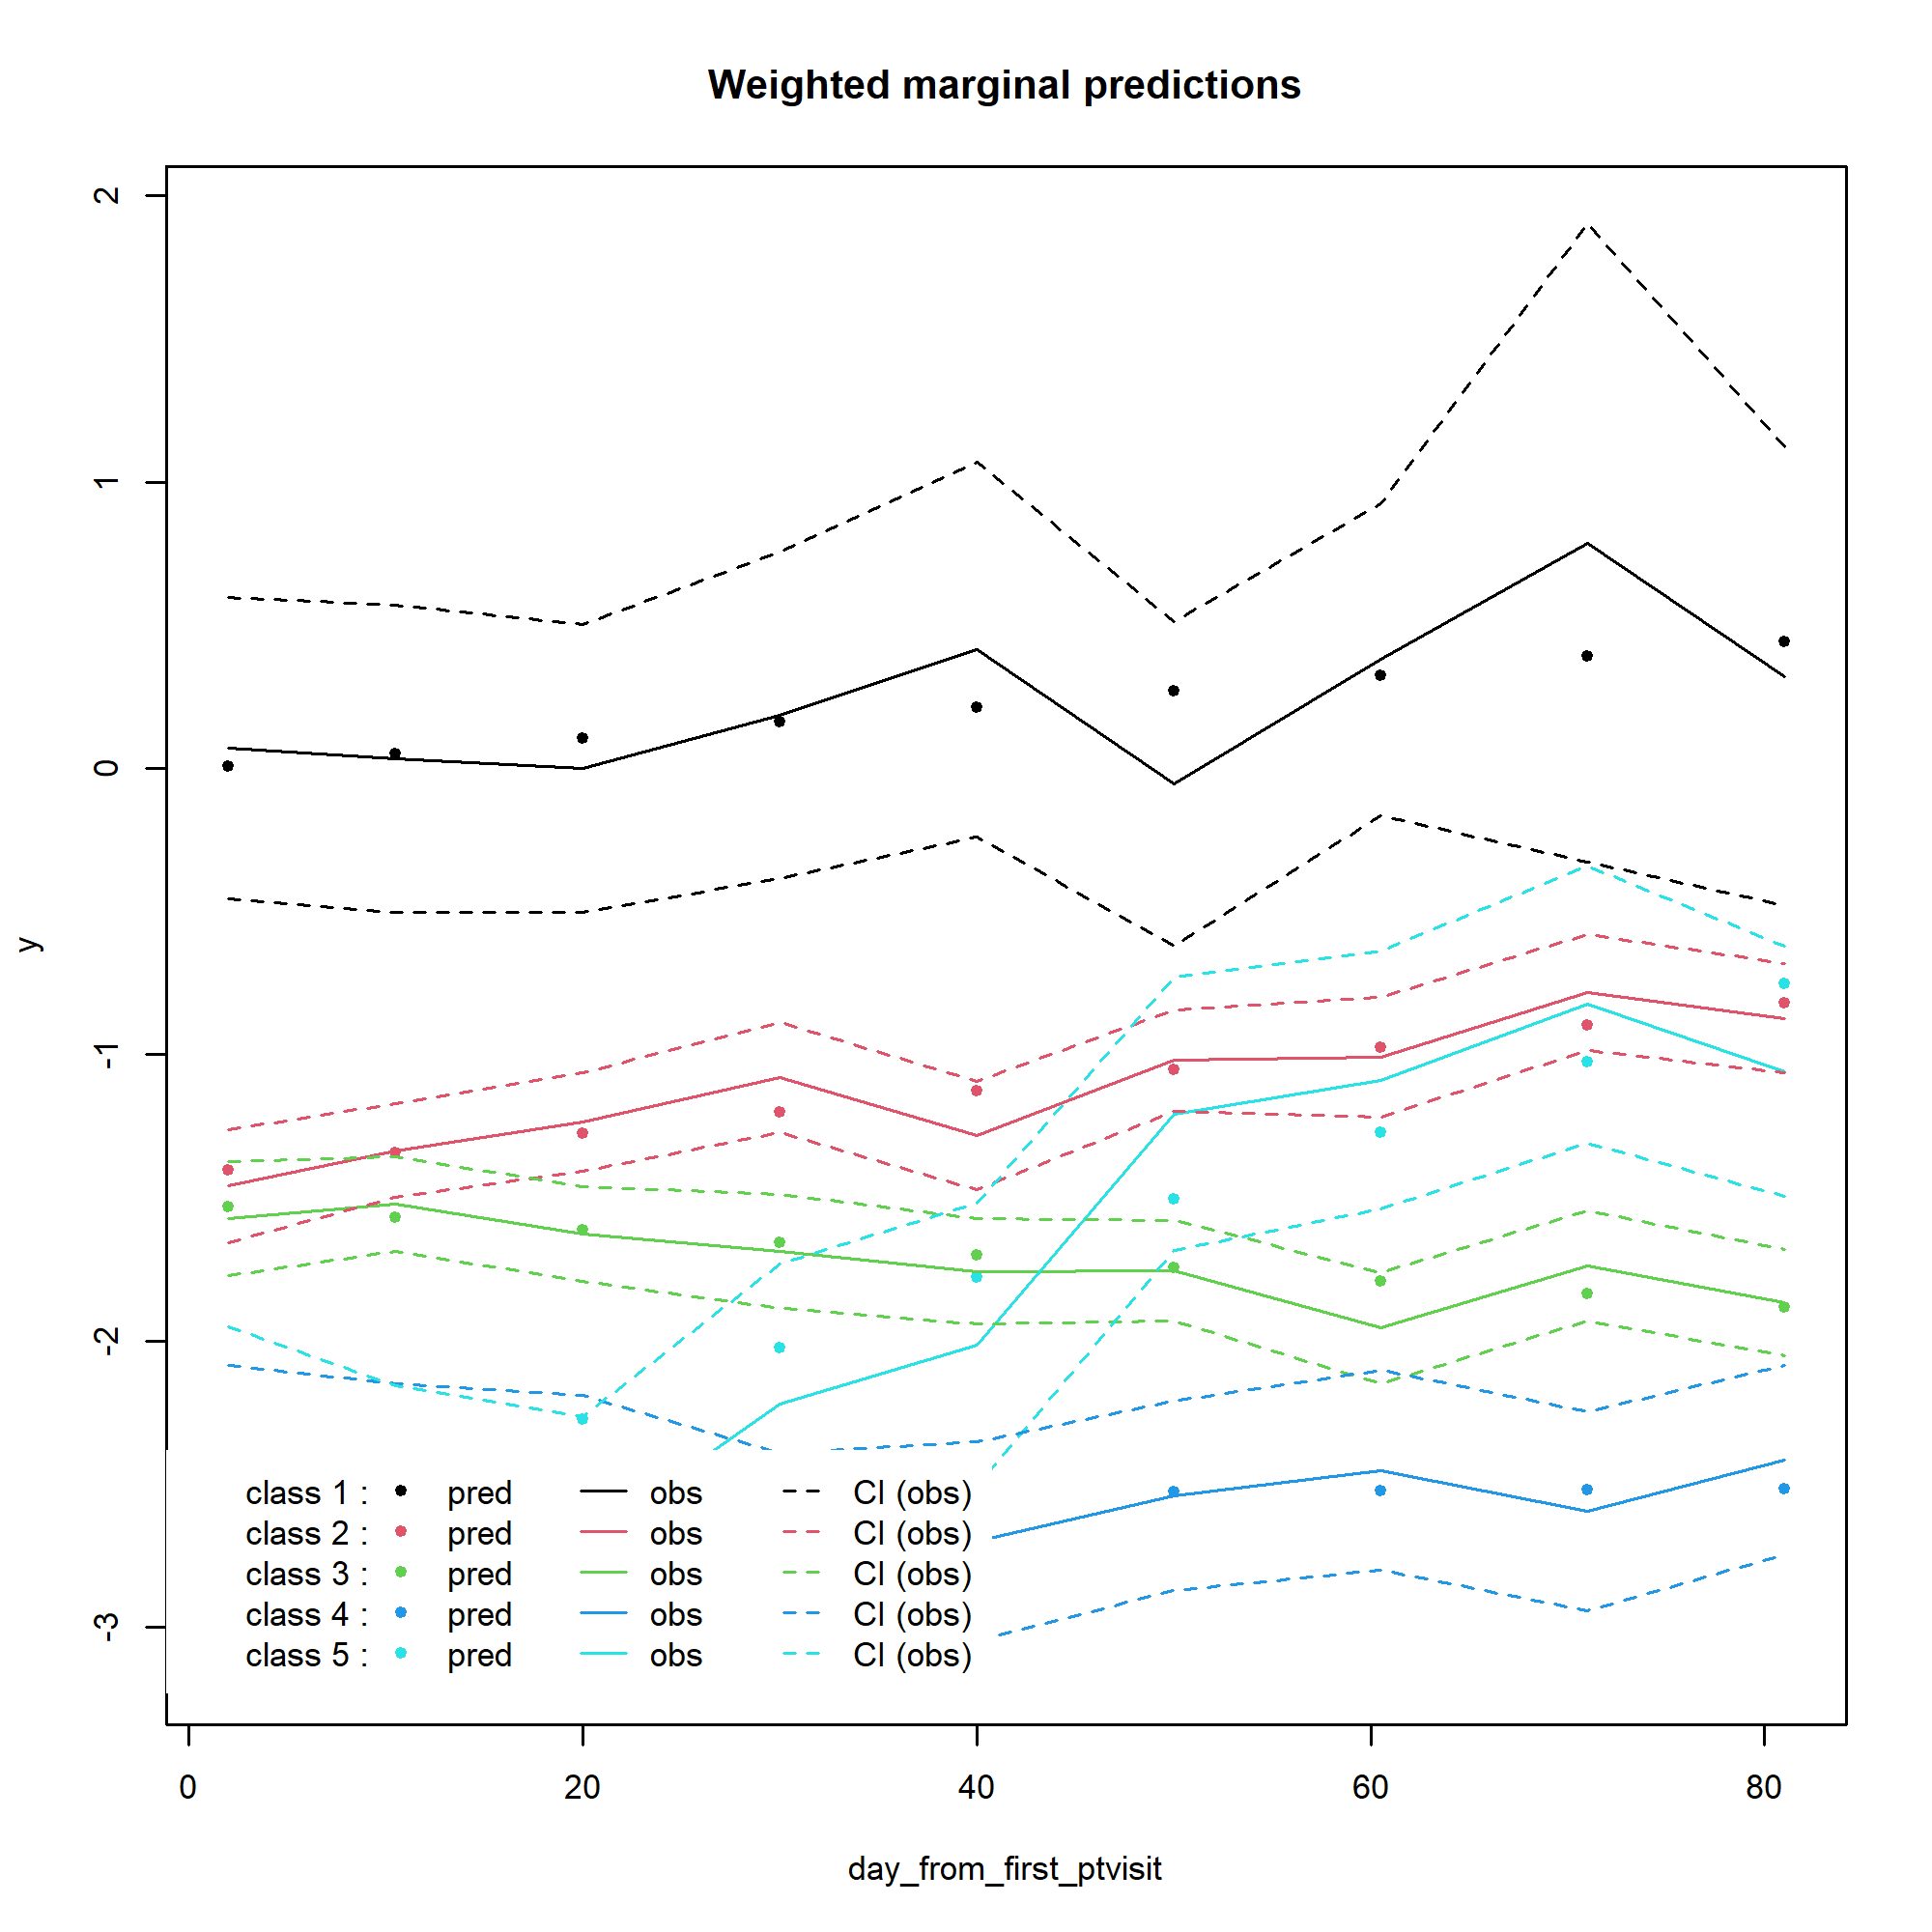 Weighted marginal predictions
2
1
0
-1
-2
-3
y
class 1 : pred obs CI (obs)
class 2 : pred obs CI (obs)
class 3 : pred obs CI (obs)
class 4 : pred obs CI (obs)
class 5 : pred obs CI (obs)
0 20 40 60 80
day_from_first_ptvisit